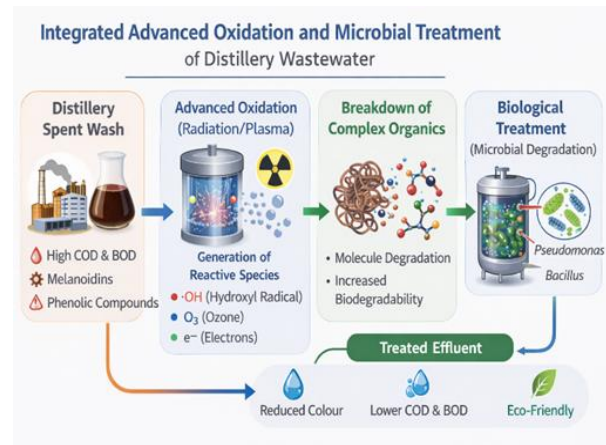 Integrated Advanced Oxidation and Microbial Treatment
of Distillery Wastewater
Distillery
Spent Wash
High COD & BOD
Melanoidins
Phenolic Compounds
Advanced Oxidation
(Radiation/Plasma)
Generation of
Reactive Species
• ·OH (Hydroxyl Radical)
• O₃ (Ozone)
• e⁻ (Electrons)
Breakdown of
Complex Organics
• Molecule Degradation
• Increased
Biodegradability
Biological
Treatment
(Microbial Degradation)
Pseudomonas
Bacillus
Treated Effluent
Reduced Colour
Lower COD & BOD
Eco-Friendly